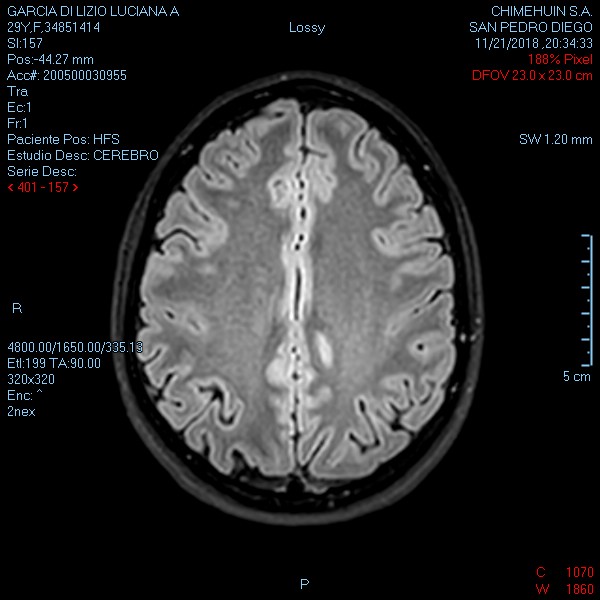 GARCIA DI LIZIO LUCIANA A
29Y,F,34851414
Sl:157
Pos:-44.27 mm
Acc#: 200500030955
Tra
Ec:1
Fr:1
Paciente Pos: HFS
Estudio Desc: CEREBRO
Serie Desc:
< 401 - 157 >
Lossy
CHIMEHUIN S.A.
SAN PEDRO DIEGO
11/21/2018 ,20:34:33
188% Pixel
DFOV 23.0 x 23.0 cm
SW 1.20 mm
R
4800.00/1650.00/335.13
Etl:199 TA:90.00
320x320
Enc: ^
2nex
5 cm
P
C 1070
W 1860